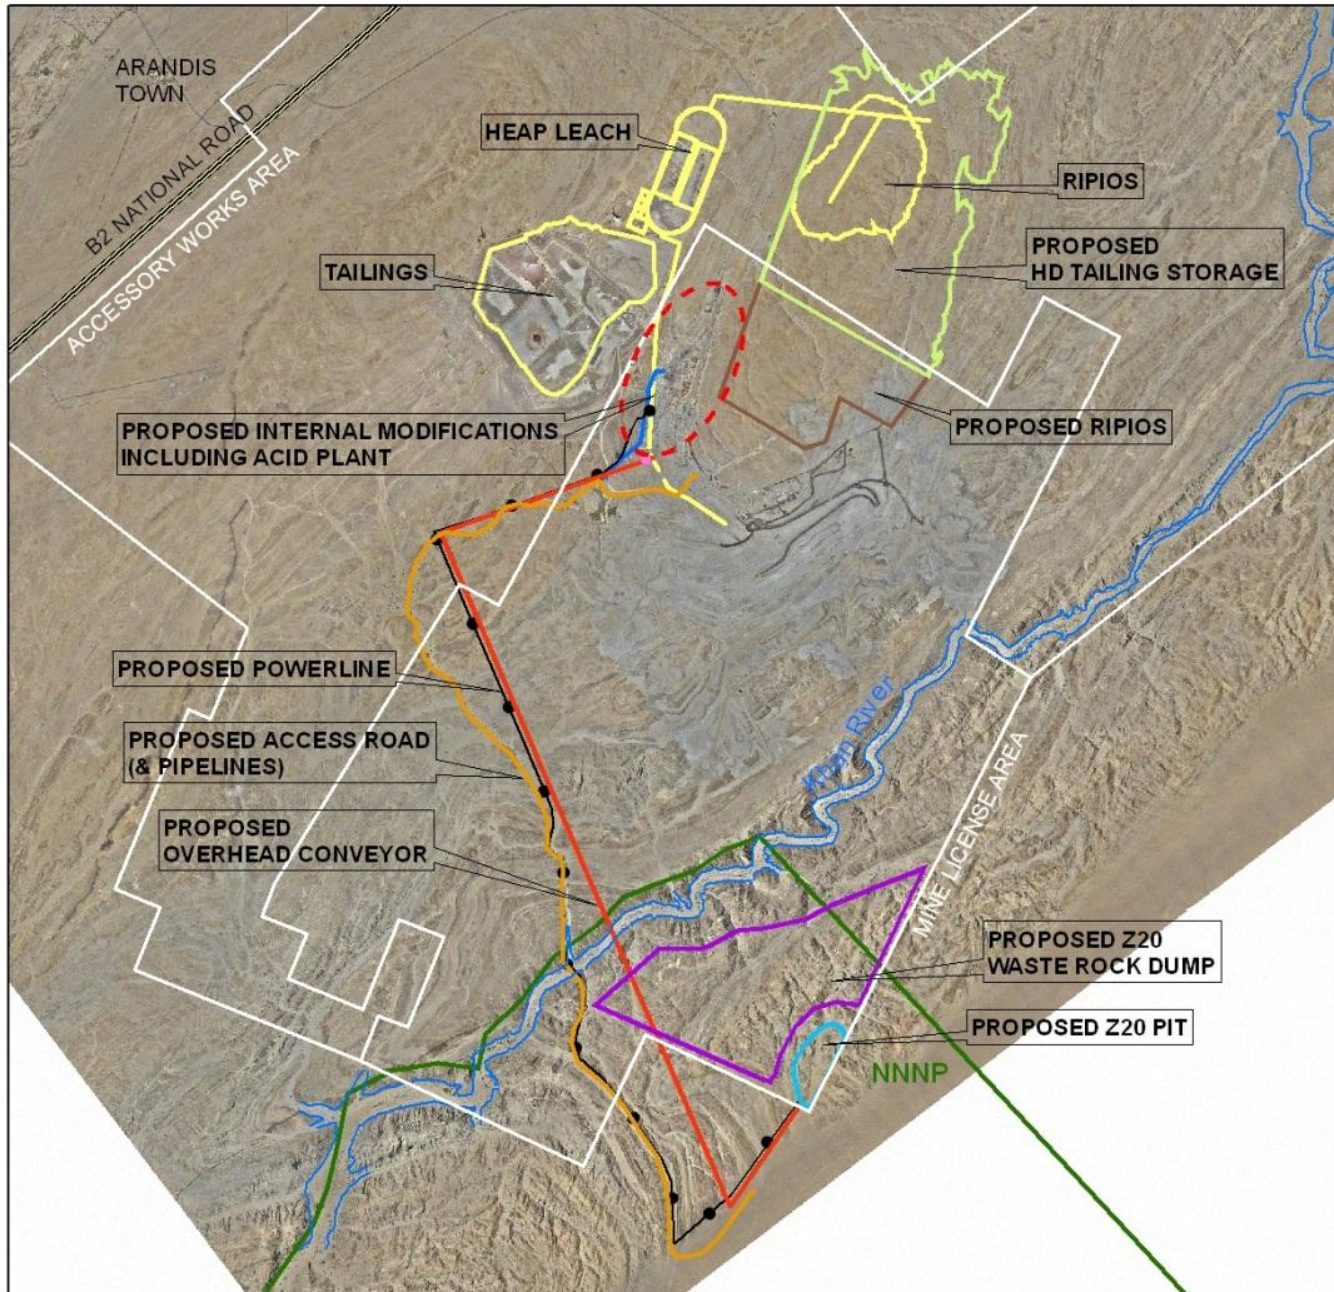 ARANDIS
TOWN
B2 NATIONAL ROAD
ACCESSORY WORKS AREA
HEAP LEACH
RIPIOS
TAILINGS
PROPOSED
HD TAILING STORAGE
PROPOSED INTERNAL MODIFICATIONS
INCLUDING ACID PLANT
PROPOSED RIPIOS
PROPOSED POWERLINE
PROPOSED ACCESS ROAD
(& PIPELINES)
PROPOSED
OVERHEAD CONVEYOR
Khan River
MINE LICENSE AREA
PROPOSED Z20
WASTE ROCK DUMP
PROPOSED Z20 PIT
NNNP